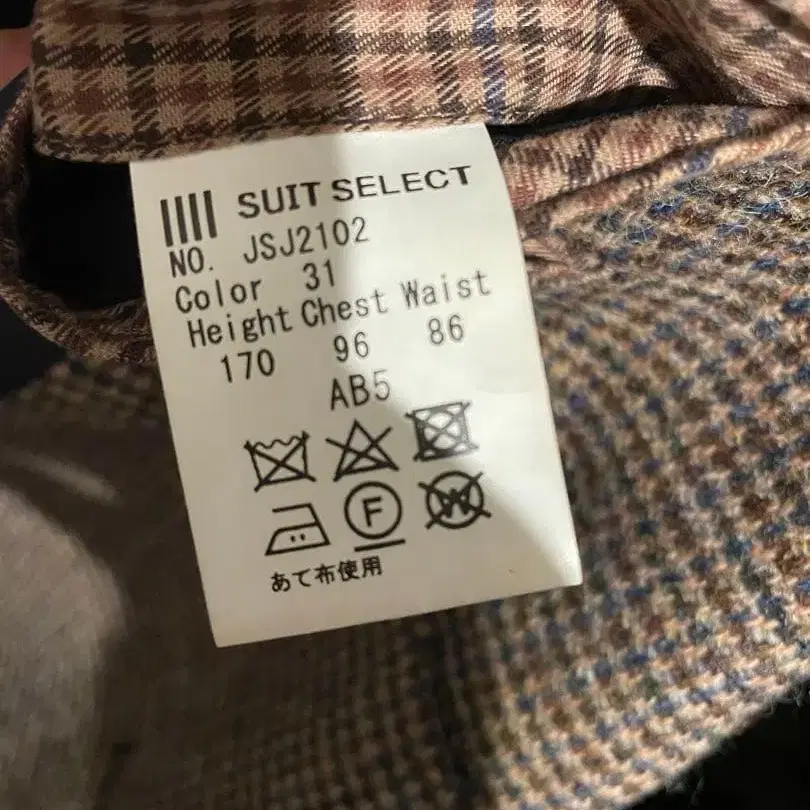 SUIT SELECT
NO. JSJ2102
Color 31
Height Chest Waist
170 96 86
AB5
F W
あて布使用